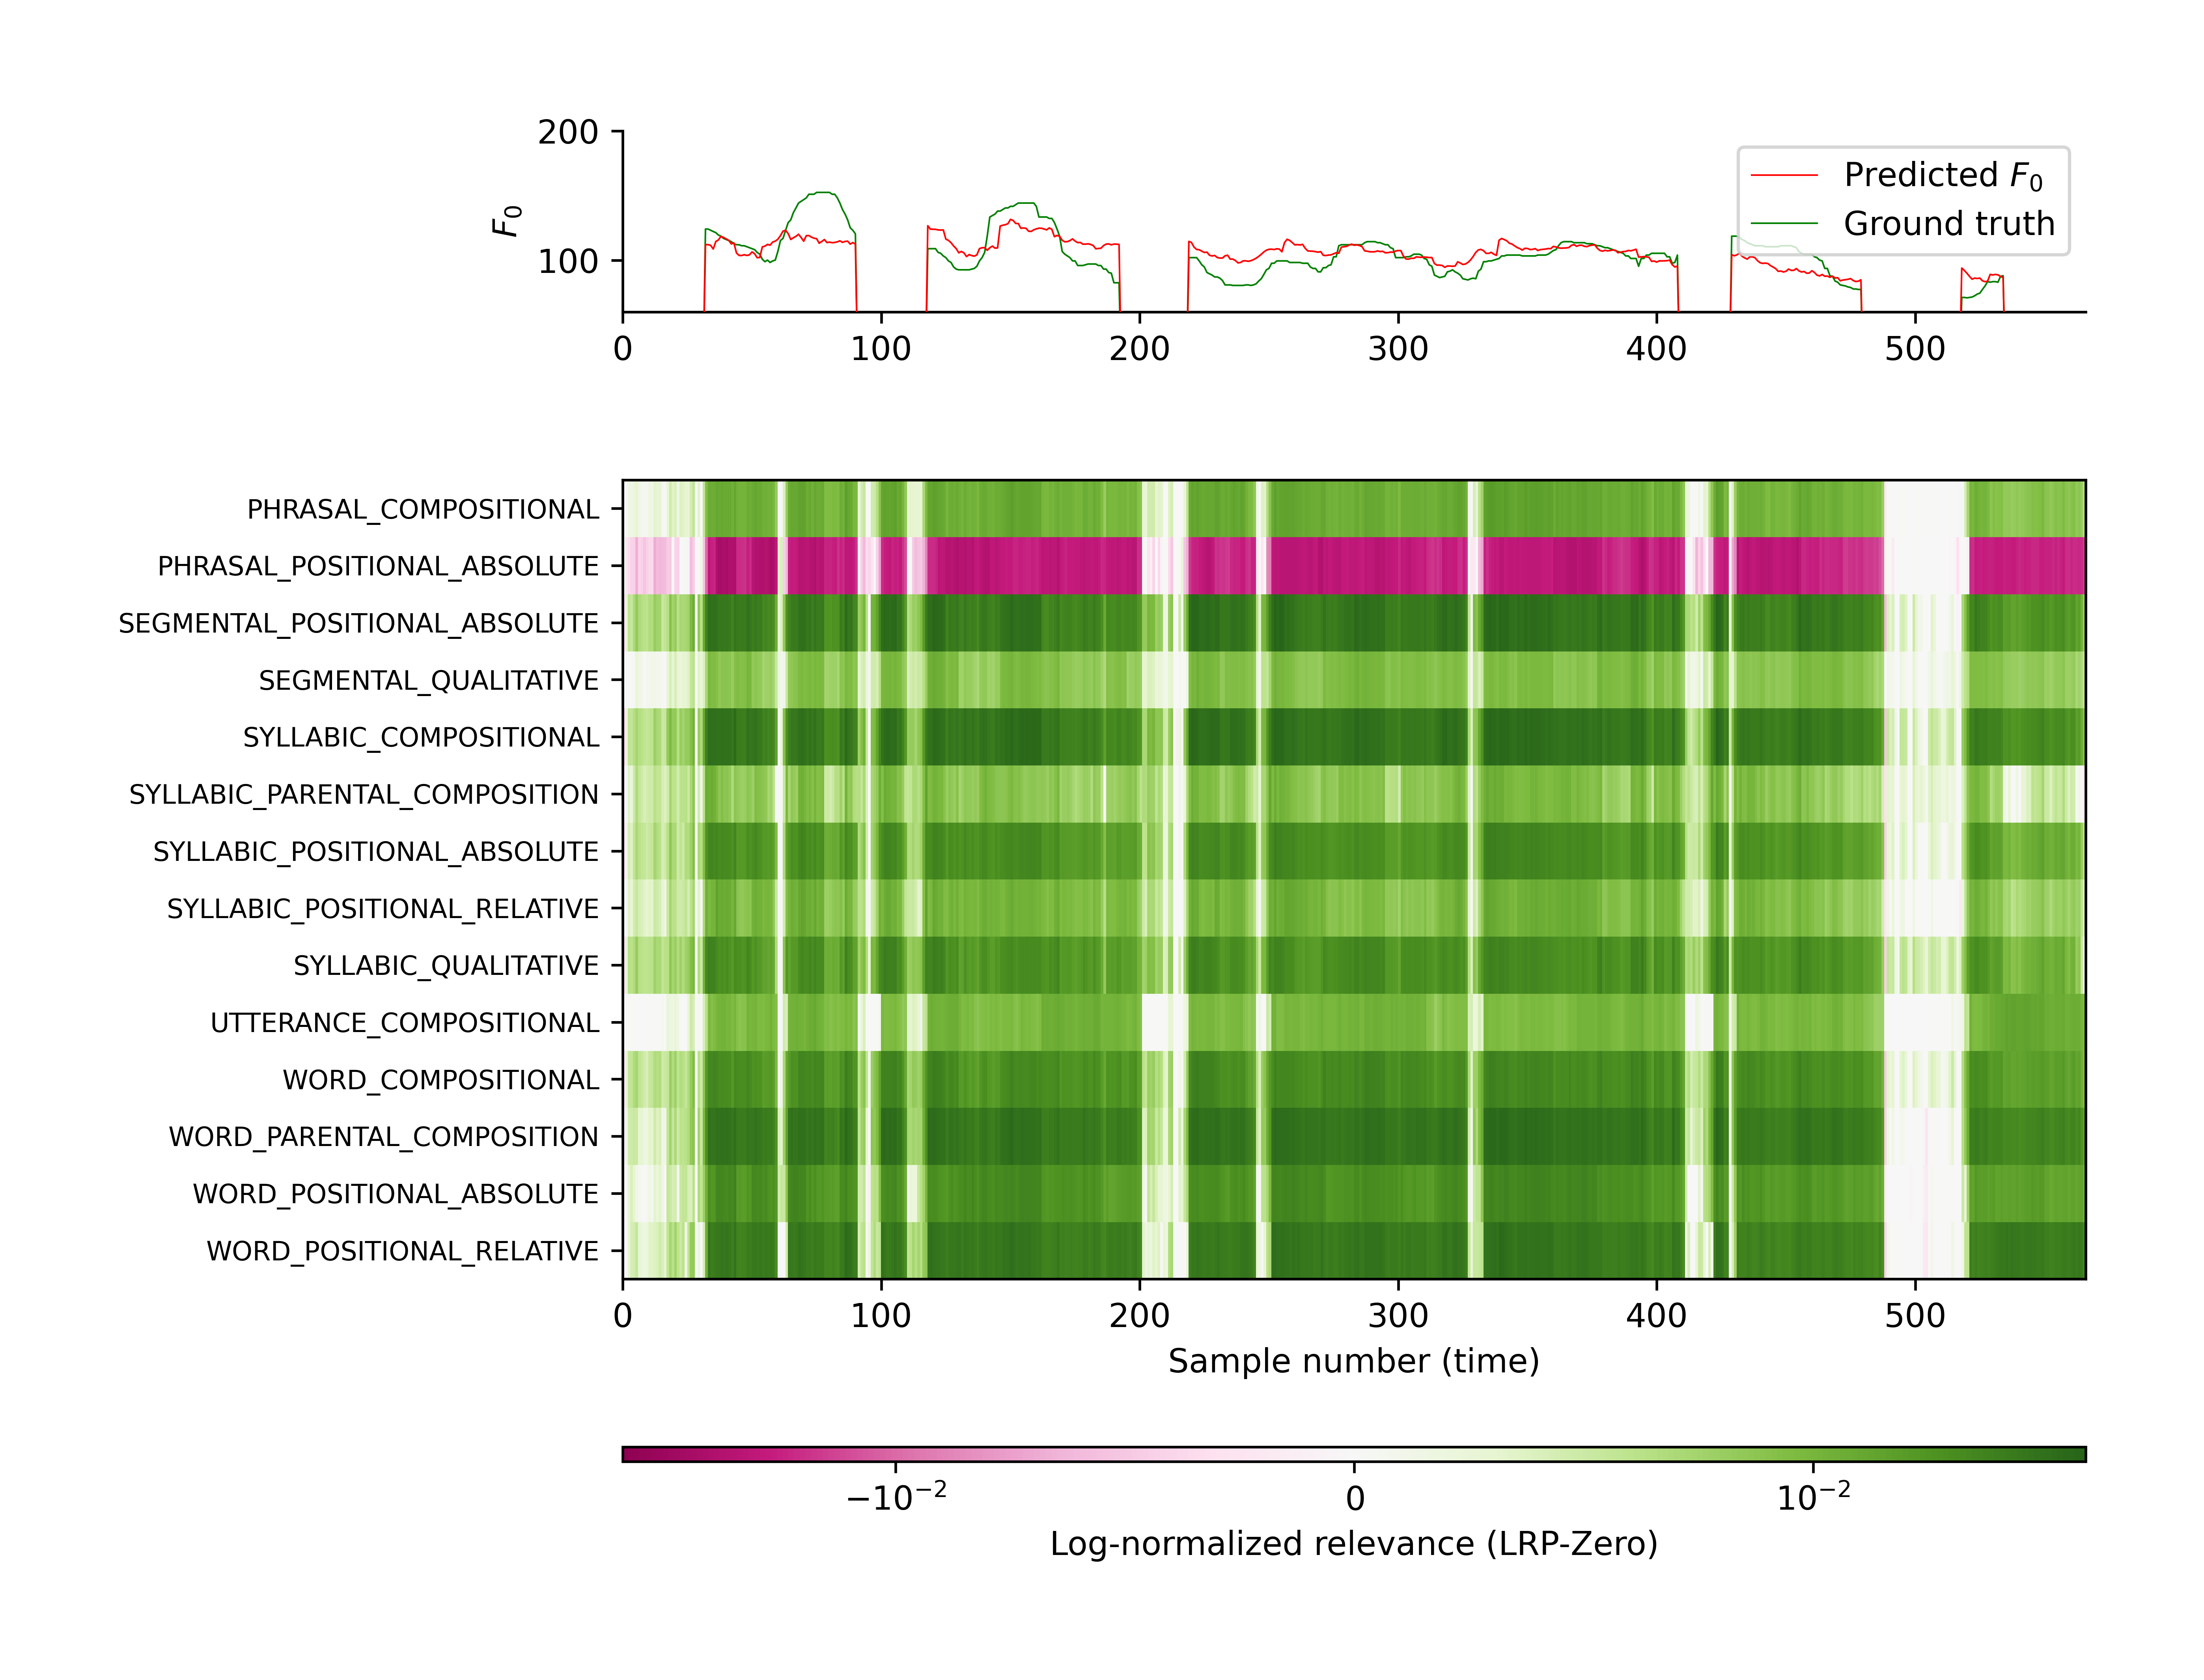 200
100
F₀
Predicted F₀
Ground truth
0 100 200 300 400 500
PHRASAL_COMPOSITIONAL
PHRASAL_POSITIONAL_ABSOLUTE
SEGMENTAL_POSITIONAL_ABSOLUTE
SEGMENTAL_QUALITATIVE
SYLLABIC_COMPOSITIONAL
SYLLABIC_PARENTAL_COMPOSITION
SYLLABIC_POSITIONAL_ABSOLUTE
SYLLABIC_POSITIONAL_RELATIVE
SYLLABIC_QUALITATIVE
UTTERANCE_COMPOSITIONAL
WORD_COMPOSITIONAL
WORD_PARENTAL_COMPOSITION
WORD_POSITIONAL_ABSOLUTE
WORD_POSITIONAL_RELATIVE
0 100 200 300 400 500
Sample number (time)
−10⁻² 0 10⁻²
Log-normalized relevance (LRP-Zero)